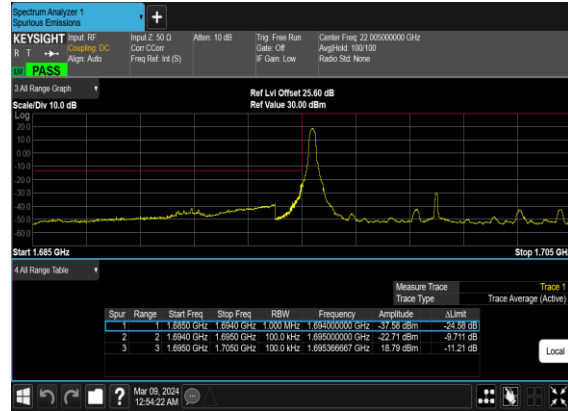 Spectrum Analyzer 1
Spurious Emissions
KEYSIGHT Input: RF Input Z: 50 Ω Atten: 10 dB Trig: Free Run Center Freq: 22.005000000 GHz
R T Coupling: DC Corr CCorr Gate: Off Avg|Hold: 100/100
Align: Auto Freq Ref: Int (S) IF Gain: Low Radio Std: None
PASS
3 All Range Graph
Ref Lvl Offset 25.60 dB
Scale/Div 10.0 dB Ref Value 30.00 dBm
Log
20.0
10.0
0.00
-10.0
-20.0
-30.0
-40.0
-50.0
-60.0
Start 1.685 GHz Stop 1.705 GHz
4 All Range Table
Measure Trace Trace 1
Trace Type Trace Average (Active)
Spur Range Start Freq Stop Freq RBW Frequency Amplitude ΔLimit
1 1 1.6850 GHz 1.6940 GHz 1.000 MHz 1.694000000 GHz -37.58 dBm -24.58 dB
2 2 1.6940 GHz 1.6950 GHz 100.0 kHz 1.695000000 GHz -22.71 dBm -9.711 dB
3 3 1.6950 GHz 1.7050 GHz 100.0 kHz 1.695366667 GHz 18.79 dBm -11.21 dB
Local
Mar 09, 2024
12:54:22 AM